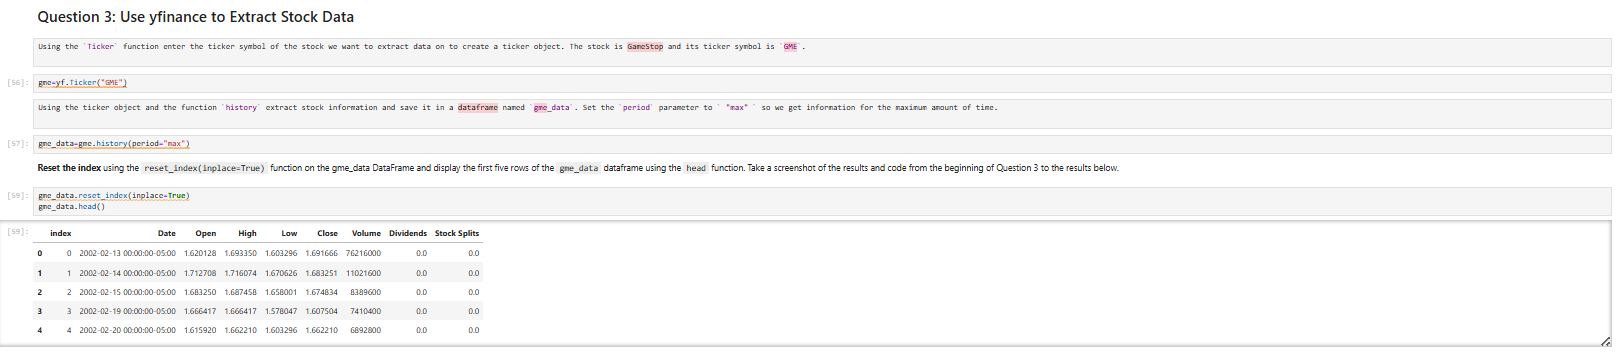 Question 3: Use yfinance to Extract Stock Data
Using the `Ticker` function enter the ticker symbol of the stock we want to extract data on to create a ticker object. The stock is GameStop and its ticker symbol is `GME`.
[56]: gme=yf.Ticker("GME")
Using the ticker object and the function `history` extract stock information and save it in a dataframe named `gme_data`. Set the `period` parameter to ` "max" ` so we get information for the maximum amount of time.
[57]: gme_data=gme.history(period="max")
Reset the index using the reset_index(inplace=True) function on the gme_data DataFrame and display the first five rows of the gme_data dataframe using the head function. Take a screenshot of the results and code from the beginning of Question 3 to the results below.
[59]: gme_data.reset_index(inplace=True)
gme_data.head()
[59]: index Date Open High Low Close Volume Dividends Stock Splits
0 0 2002-02-13 00:00:00-05:00 1.620128 1.693350 1.603296 1.691666 76216000 0.0 0.0
1 1 2002-02-14 00:00:00-05:00 1.712708 1.716074 1.670626 1.683251 11021600 0.0 0.0
2 2 2002-02-15 00:00:00-05:00 1.683250 1.687458 1.658001 1.674834 8389600 0.0 0.0
3 3 2002-02-19 00:00:00-05:00 1.666417 1.666417 1.578047 1.607504 7410400 0.0 0.0
4 4 2002-02-20 00:00:00-05:00 1.615920 1.662210 1.603296 1.662210 6892800 0.0 0.0